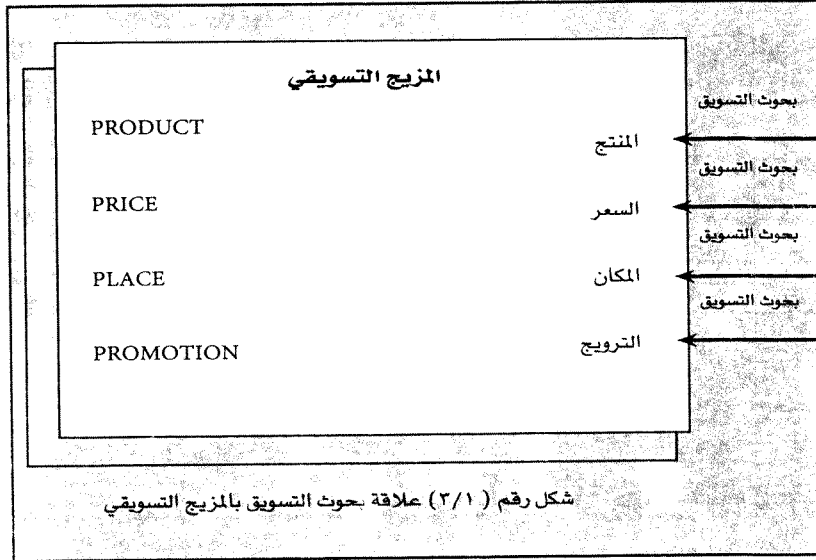 المزيج التسويقي
بحوث التسويق
المنتج PRODUCT
بحوث التسويق
السعر PRICE
بحوث التسويق
المكان PLACE
بحوث التسويق
الترويج PROMOTION
شكل رقم ( ٣/١ ) علاقة بحوث التسويق بالمزيج التسويقي